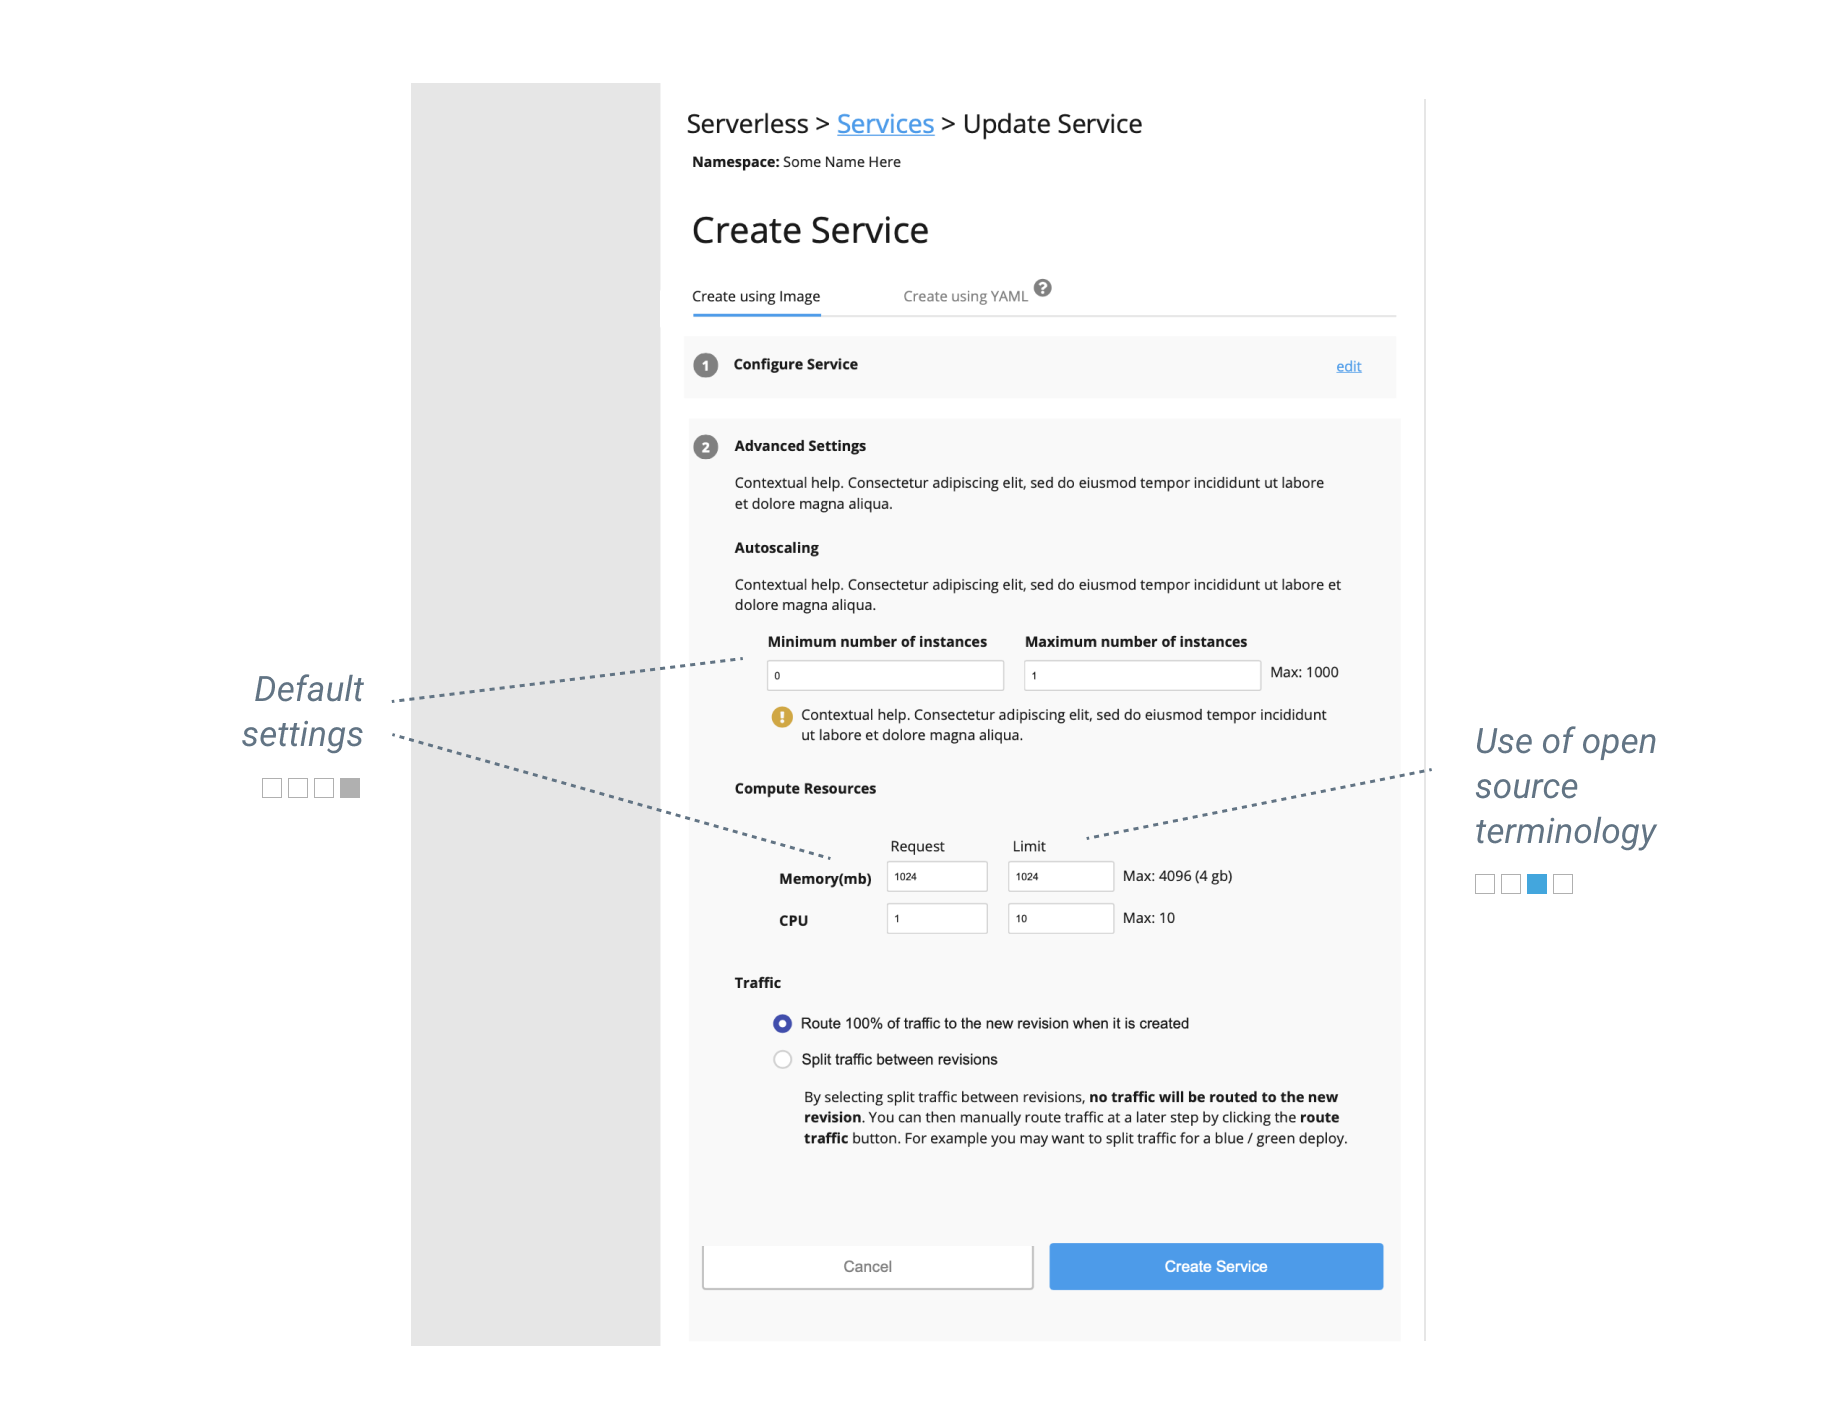 Serverless > Services > Update Service
Namespace: Some Name Here
Create Service
Create using Image
Create using YAML ?
1 Configure Service
edit
2 Advanced Settings
Contextual help. Consectetur adipiscing elit, sed do eiusmod tempor incididunt ut labore
et dolore magna aliqua.
Autoscaling
Contextual help. Consectetur adipiscing elit, sed do eiusmod tempor incididunt ut labore et
dolore magna aliqua.
Minimum number of instances
Maximum number of instances
0
1
Max: 1000
! Contextual help. Consectetur adipiscing elit, sed do eiusmod tempor incididunt
ut labore et dolore magna aliqua.
Compute Resources
Request
Limit
Memory(mb)
1024
1024
Max: 4096 (4 gb)
CPU
1
10
Max: 10
Traffic
Route 100% of traffic to the new revision when it is created
Split traffic between revisions
By selecting split traffic between revisions, no traffic will be routed to the new
revision. You can then manually route traffic at a later step by clicking the route
traffic button. For example you may want to split traffic for a blue / green deploy.
Cancel
Create Service
Default
settings
Use of open
source
terminology